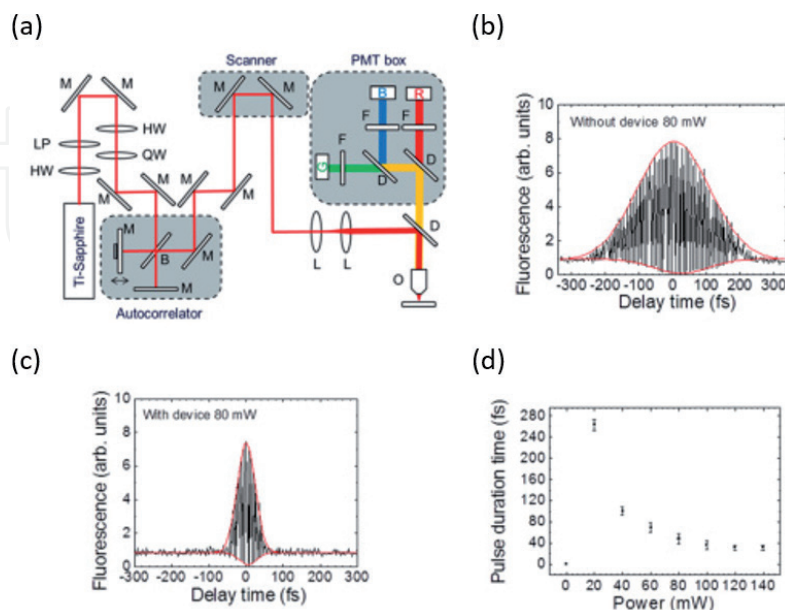 (a)
Scanner
PMT box
M M
M M
B R
F F
F
G
D D
LP
HW
HW
QW
M M M M
D
Ti-Sapphire
M
B
M
M
Autocorrelator
L L
O
(b)
Without device 80 mW
Fluorescence (arb. units)
10
8
6
4
2
0
-300 -200 -100 0 100 200 300
Delay time (fs)
(c)
With device 80 mW
Fluorescence (arb. units)
10
8
6
4
2
0
-300 -200 -100 0 100 200 300
Delay time (fs)
(d)
Pulse duration time (fs)
280
240
200
160
120
80
40
0
0 20 40 60 80 100 120 140
Power (mW)